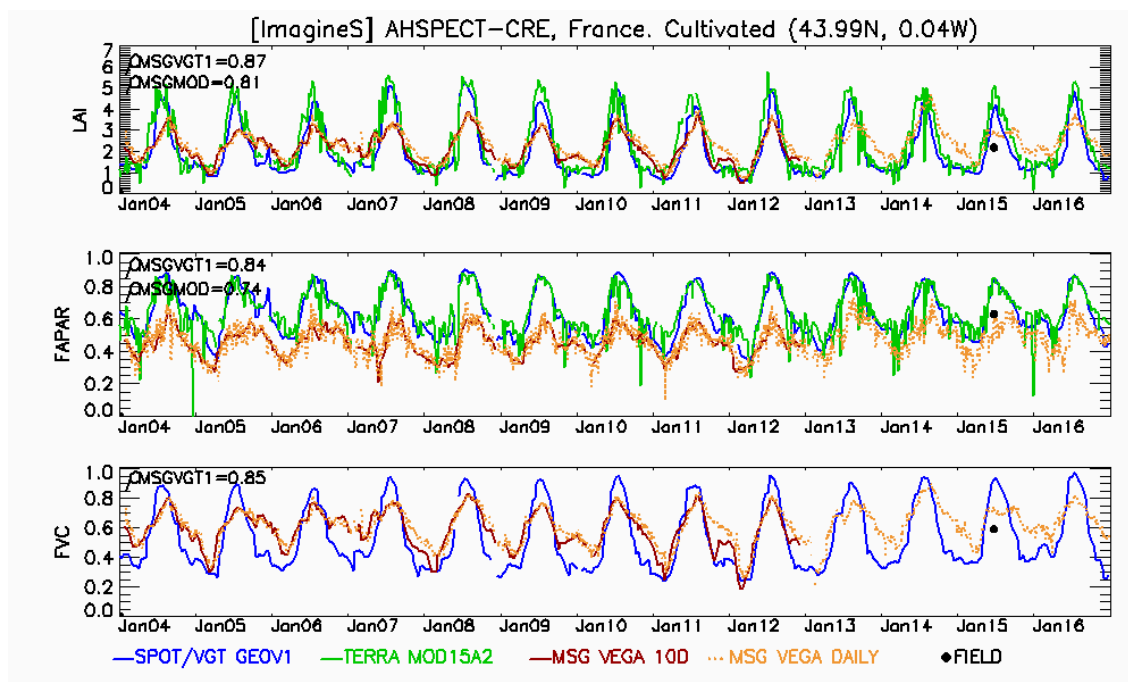 [ImagineS] AHSPECT-CRE, France. Cultivated (43.99N, 0.04W)
7
6
5
4
3
2
1
0
LAI
CMSGVGT1=0.87
CMSGMOD=0.81
Jan04 Jan05 Jan06 Jan07 Jan08 Jan09 Jan10 Jan11 Jan12 Jan13 Jan14 Jan15 Jan16
1.0
0.8
0.6
0.4
0.2
0.0
FAPAR
CMSGVGT1=0.84
CMSGMOD=0.74
Jan04 Jan05 Jan06 Jan07 Jan08 Jan09 Jan10 Jan11 Jan12 Jan13 Jan14 Jan15 Jan16
1.0
0.8
0.6
0.4
0.2
0.0
FVC
CMSGVGT1=0.85
Jan04 Jan05 Jan06 Jan07 Jan08 Jan09 Jan10 Jan11 Jan12 Jan13 Jan14 Jan15 Jan16
SPOT/VGT GEOV1 TERRA MOD15A2 MSG VEGA 10D MSG VEGA DAILY FIELD